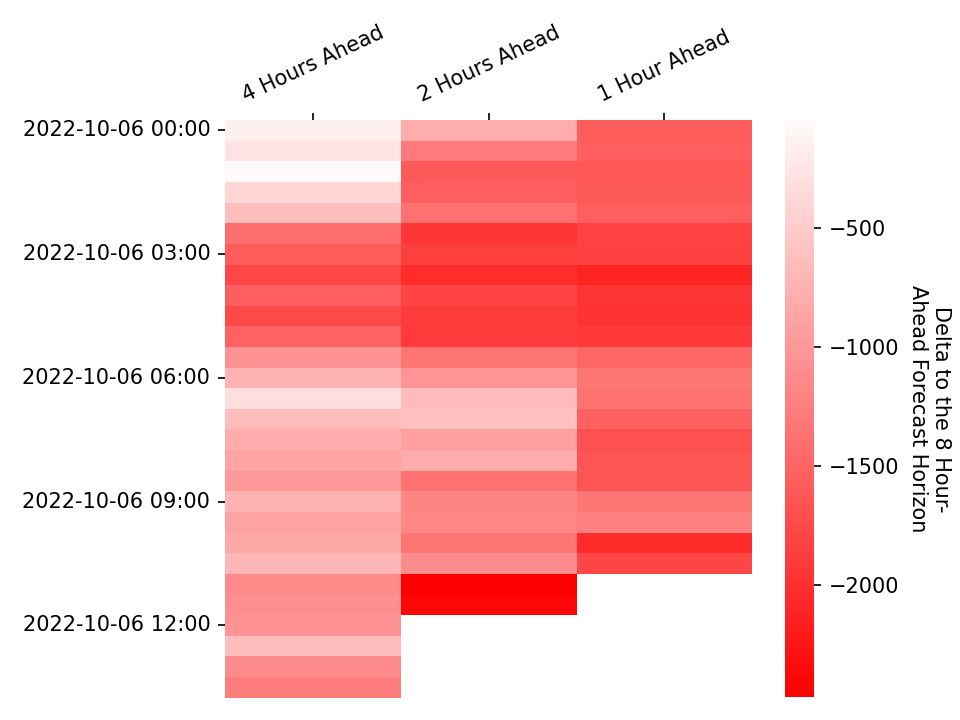 4 Hours Ahead
2 Hours Ahead
1 Hour Ahead
2022-10-06 00:00
2022-10-06 03:00
2022-10-06 06:00
2022-10-06 09:00
2022-10-06 12:00
−500
−1000
−1500
−2000
Delta to the 8 Hour-
Ahead Forecast Horizon